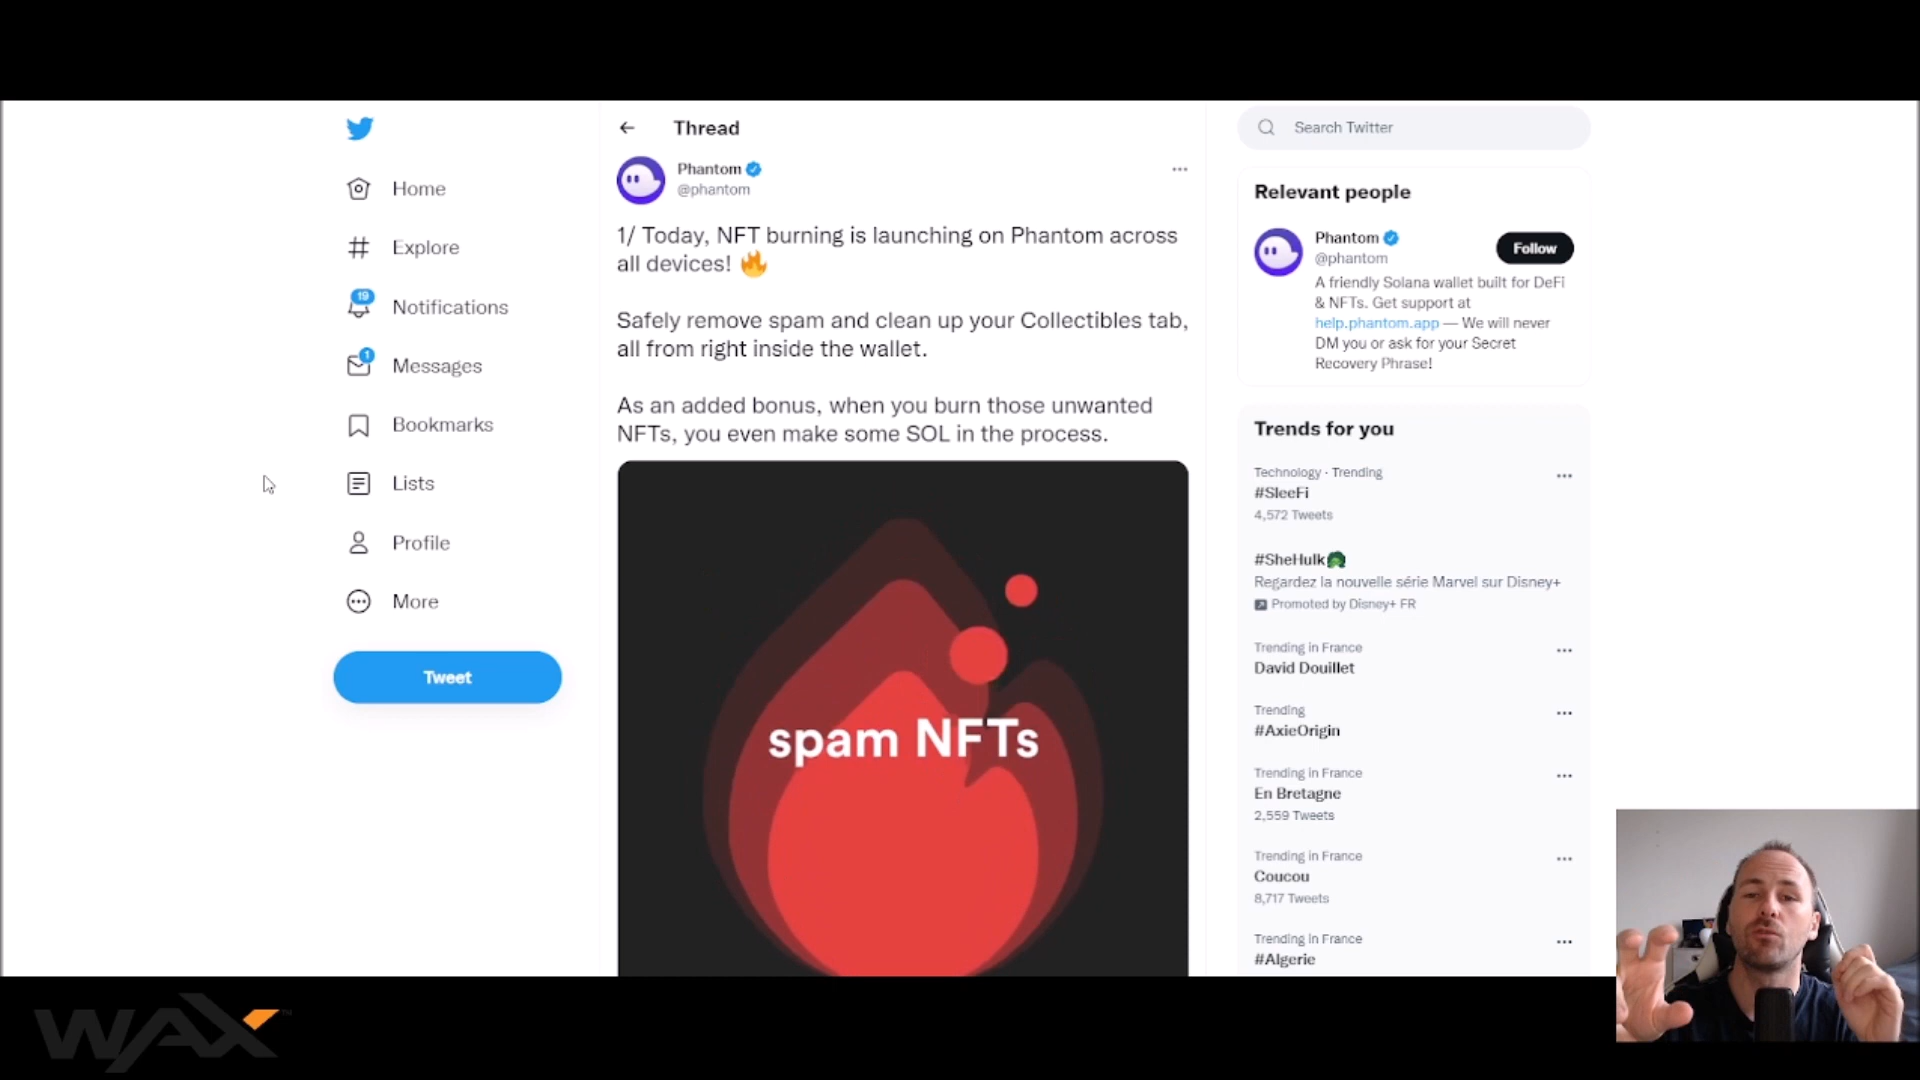 Home
Explore
19
Notifications
1
Messages
Bookmarks
Lists
Profile
More
Tweet
Thread
Phantom
@phantom
1/ Today, NFT burning is launching on Phantom across
all devices! 🔥
Safely remove spam and clean up your Collectibles tab,
all from right inside the wallet.
As an added bonus, when you burn those unwanted
NFTs, you even make some SOL in the process.
spam NFTs
Search Twitter
Relevant people
Phantom
@phantom
Follow
A friendly Solana wallet built for DeFi
& NFTs. Get support at
help.phantom.app — We will never
DM you or ask for your Secret
Recovery Phrase!
Trends for you
Technology · Trending
#SleeFi
4,572 Tweets
#SheHulk
Regardez la nouvelle série Marvel sur Disney+
Promoted by Disney+ FR
Trending in France
David Douillet
Trending
#AxieOrigin
Trending in France
En Bretagne
2,559 Tweets
Trending in France
Coucou
8,717 Tweets
Trending in France
#Algerie
WAX
TM